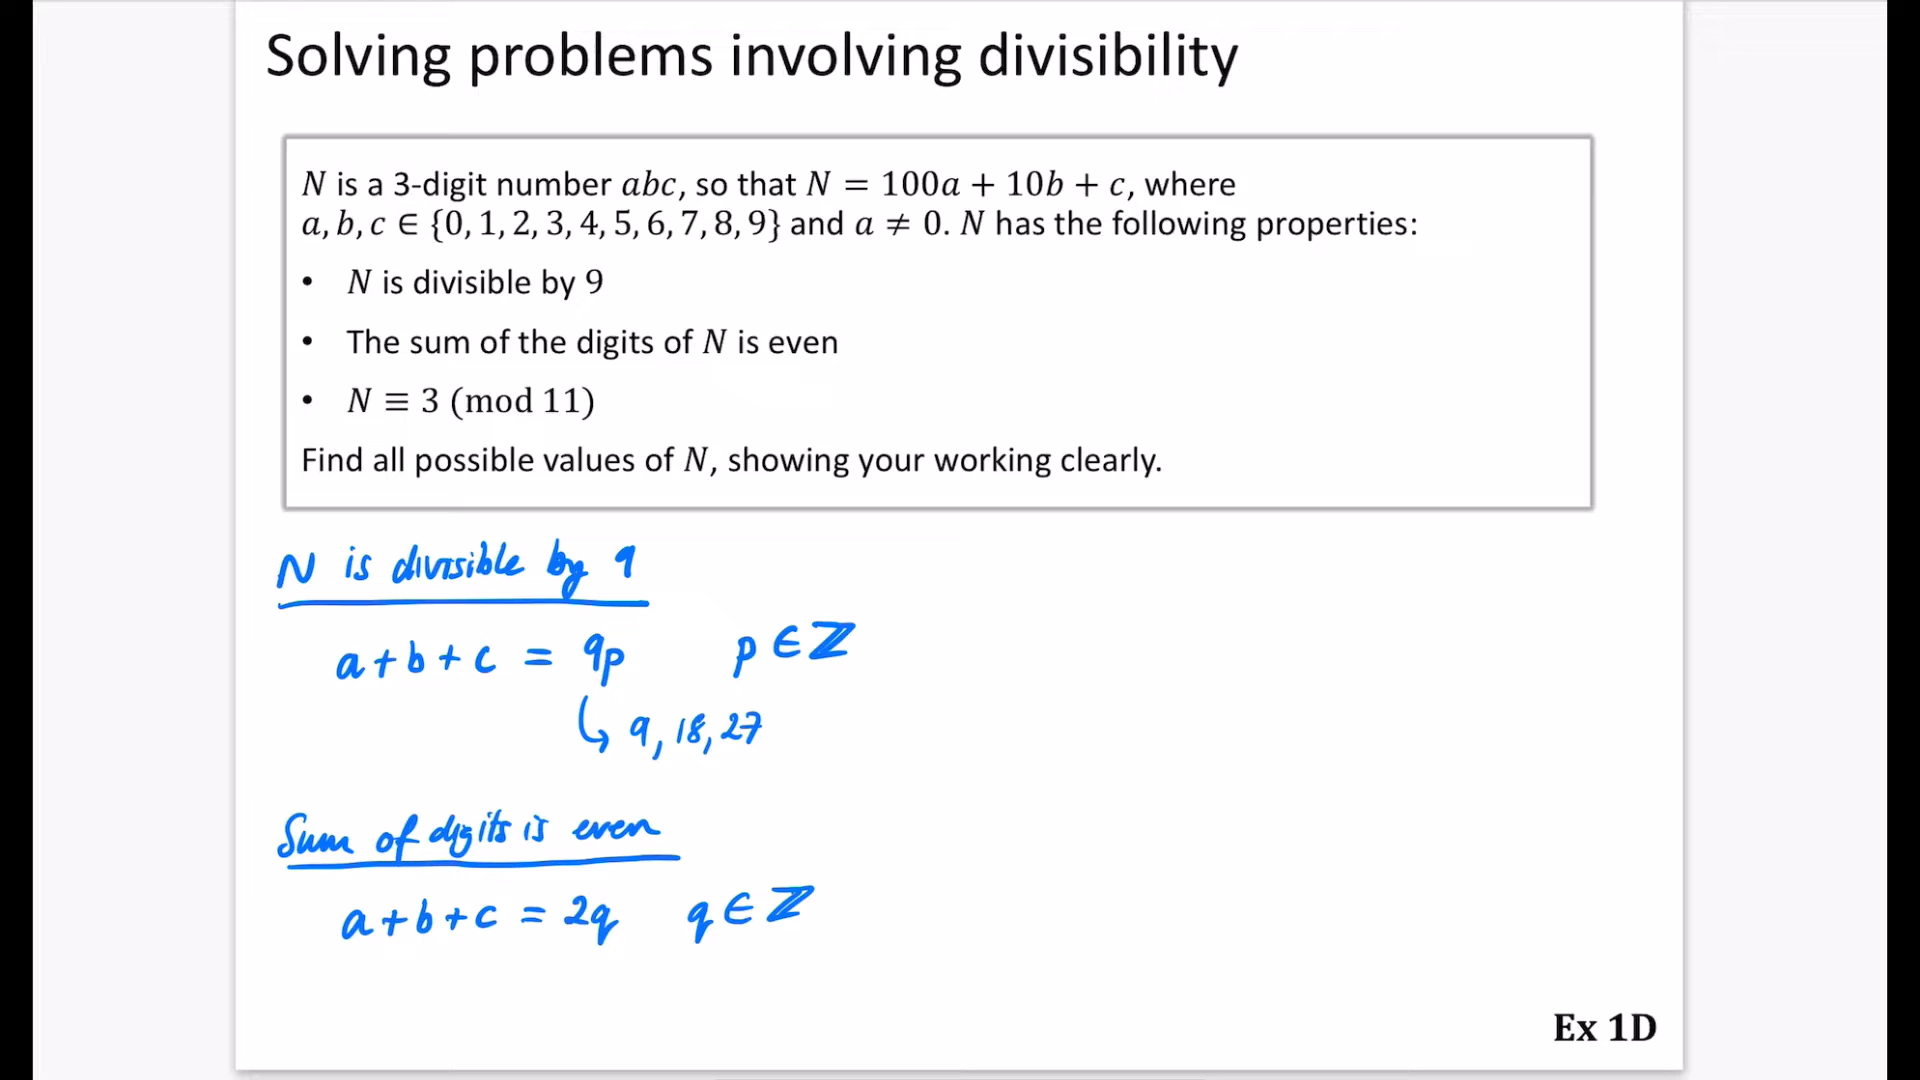 Solving problems involving divisibility
N is a 3-digit number abc, so that N = 100a + 10b + c, where
a, b, c ∈ {0, 1, 2, 3, 4, 5, 6, 7, 8, 9} and a ≠ 0. N has the following properties:
• N is divisible by 9
• The sum of the digits of N is even
• N ≡ 3 (mod 11)
Find all possible values of N, showing your working clearly.
N is divisible by 9
a + b + c = 9p p ∈ ℤ
↳ 9, 18, 27
Sum of digits is even
a + b + c = 2q q ∈ ℤ
Ex 1D